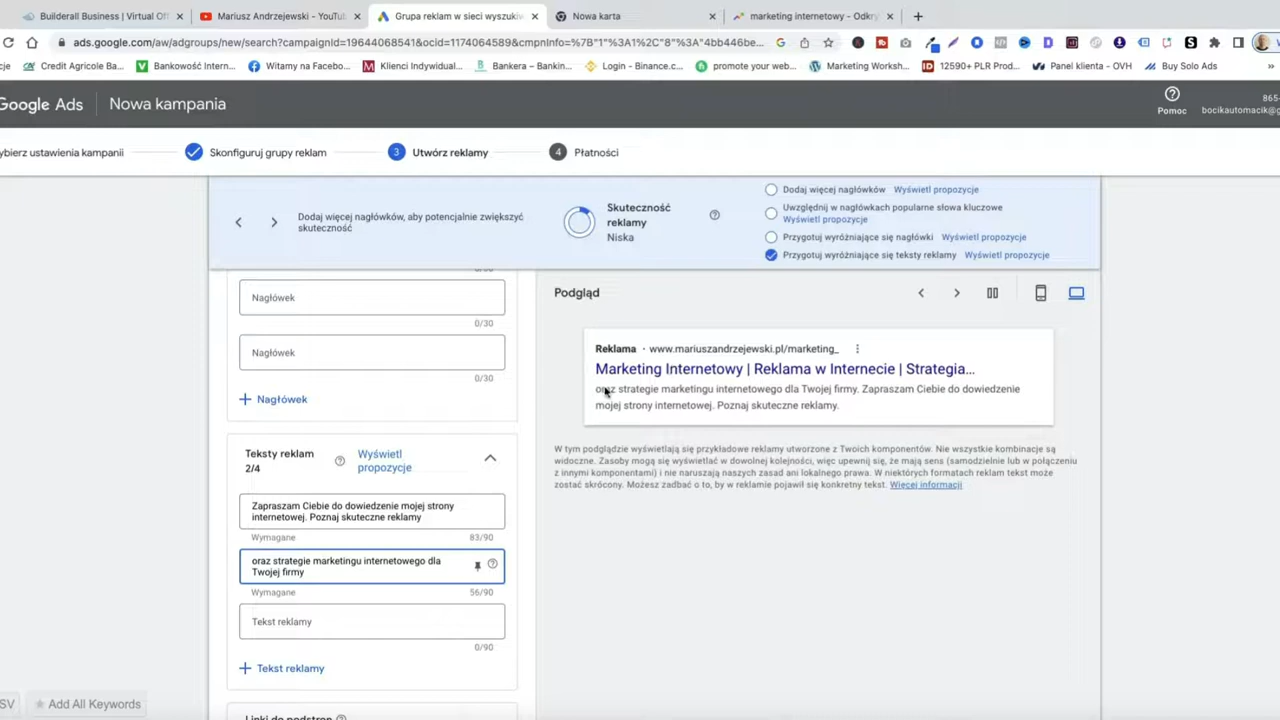 Builderall Business | Virtual Of
Mariusz Andrzejewski - YouTu
Grupa reklam w sieci wyszukiw
Nowa karta
marketing internetowy - Odkry
ads.google.com/aw/adgroups/new/search?campaignId=19644068541&ocid=1174064589&cmpnInfo=%7B"1"%3A1%2C"8"%3A"4bb446be...
cje
Credit Agricole Ba...
Bankowość Intern...
Witamy na Facebo...
Klienci Indywidual...
Bankera – Bankin...
Login - Binance.c...
promote your web...
Marketing Worksh...
12590+ PLR Prod...
Panel klienta - OVH
Buy Solo Ads
»
Google Ads
Nowa kampania
Pomoc
865-
bocikautomacik@g
ybierz ustawienia kampanii
Skonfiguruj grupy reklam
3 Utwórz reklamy
4 Płatności
Dodaj więcej nagłówków, aby potencjalnie zwiększyć
skuteczność
Skuteczność
reklamy
Niska
Dodaj więcej nagłówków Wyświetl propozycje
Uwzględnij w nagłówkach popularne słowa kluczowe
Wyświetl propozycje
Przygotuj wyróżniające się nagłówki Wyświetl propozycje
Przygotuj wyróżniające się teksty reklamy Wyświetl propozycje
Nagłówek
0/30
Nagłówek
0/30
+ Nagłówek
Teksty reklam
2/4
Wyświetl
propozycje
Zapraszam Ciebie do dowiedzenie mojej strony
internetowej. Poznaj skuteczne reklamy
Wymagane
83/90
oraz strategie marketingu internetowego dla
Twojej firmy
Wymagane
56/90
Tekst reklamy
0/90
+ Tekst reklamy
Podgląd
Reklama · www.mariuszandrzejewski.pl/marketing_
Marketing Internetowy | Reklama w Internecie | Strategia...
oraz strategie marketingu internetowego dla Twojej firmy. Zapraszam Ciebie do dowiedzenie
mojej strony internetowej. Poznaj skuteczne reklamy.
W tym podglądzie wyświetlają się przykładowe reklamy utworzone z Twoich komponentów. Nie wszystkie kombinacje są
widoczne. Zasoby mogą się wyświetlać w dowolnej kolejności, więc upewnij się, że mają sens (samodzielnie lub w połączeniu
z innymi komponentami) i nie naruszają naszych zasad ani lokalnego prawa. W niektórych formatach reklam tekst może
zostać skrócony. Możesz zadbać o to, by w reklamie pojawił się konkretny tekst. Więcej informacji
SV
Add All Keywords